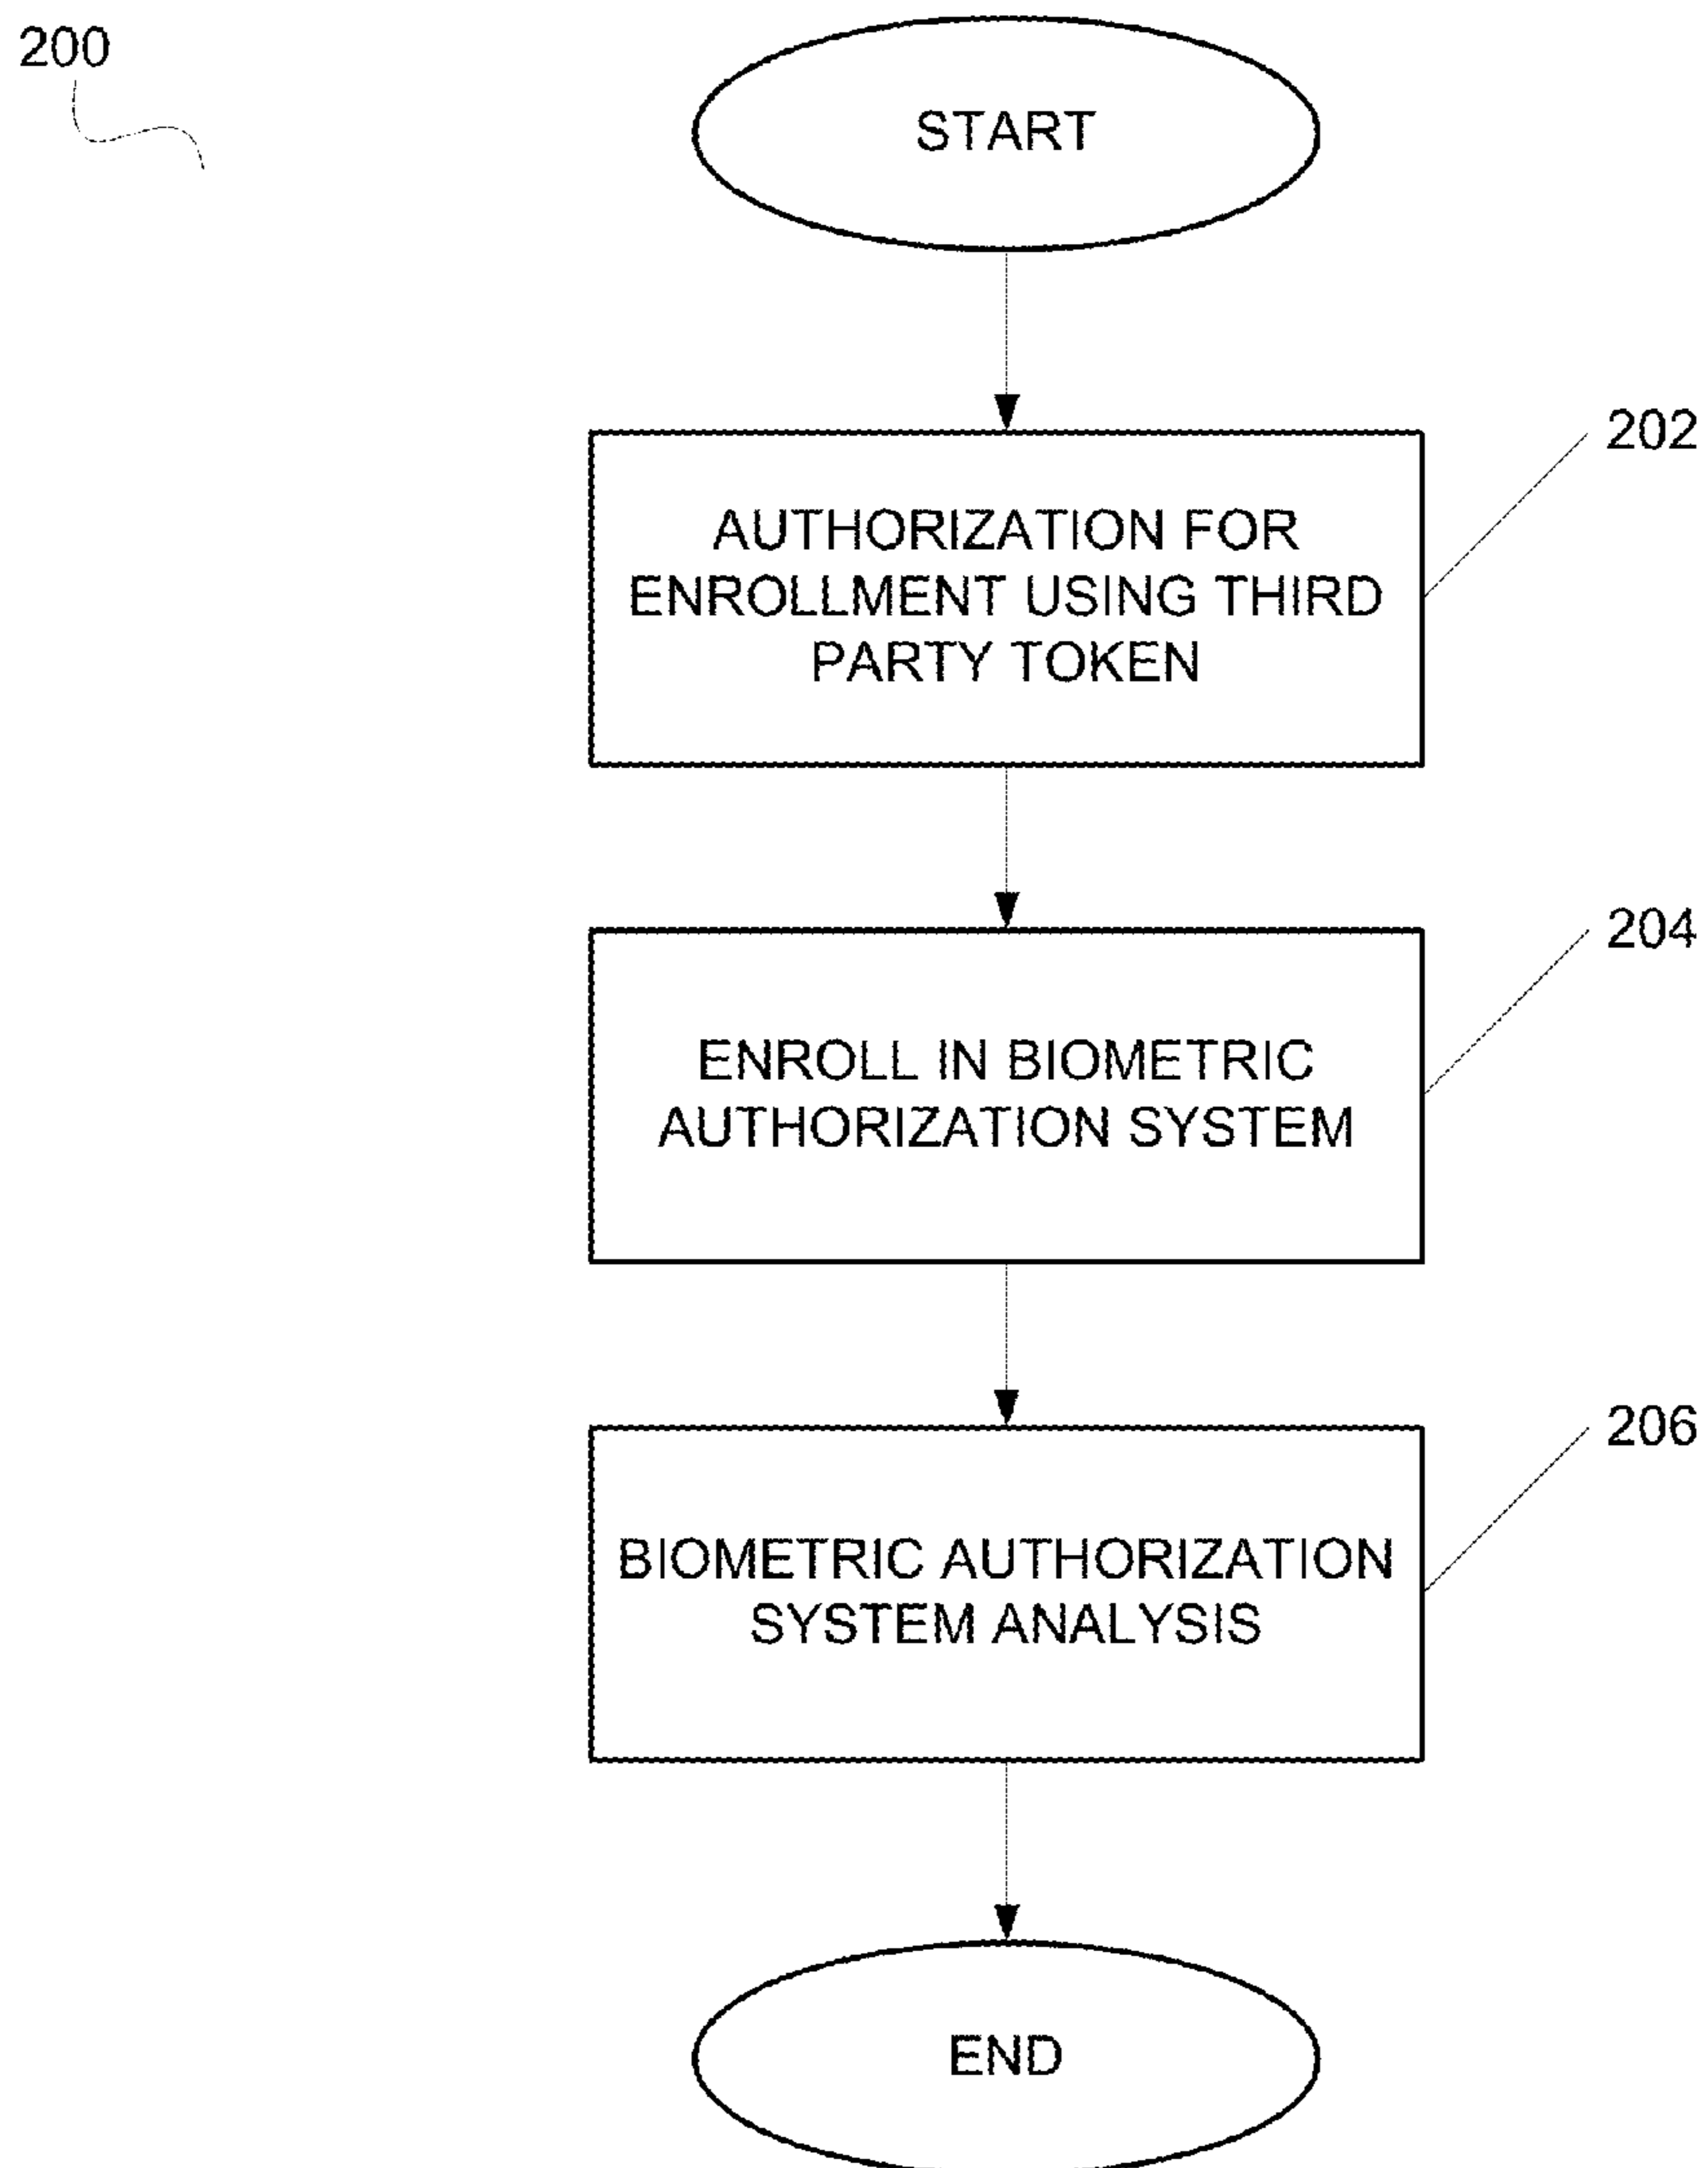 200
START
202
AUTHORIZATION FOR
ENROLLMENT USING THIRD
PARTY TOKEN
204
ENROLL IN BIOMETRIC
AUTHORIZATION SYSTEM
206
BIOMETRIC AUTHORIZATION
SYSTEM ANALYSIS
END